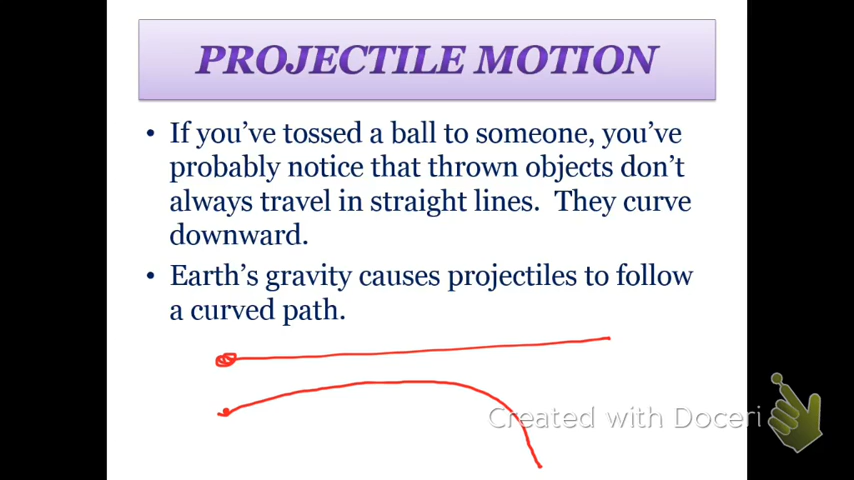 PROJECTILE MOTION
• If you've tossed a ball to someone, you've
probably notice that thrown objects don't
always travel in straight lines.  They curve
downward.
• Earth's gravity causes projectiles to follow
a curved path.
Created with Doceri